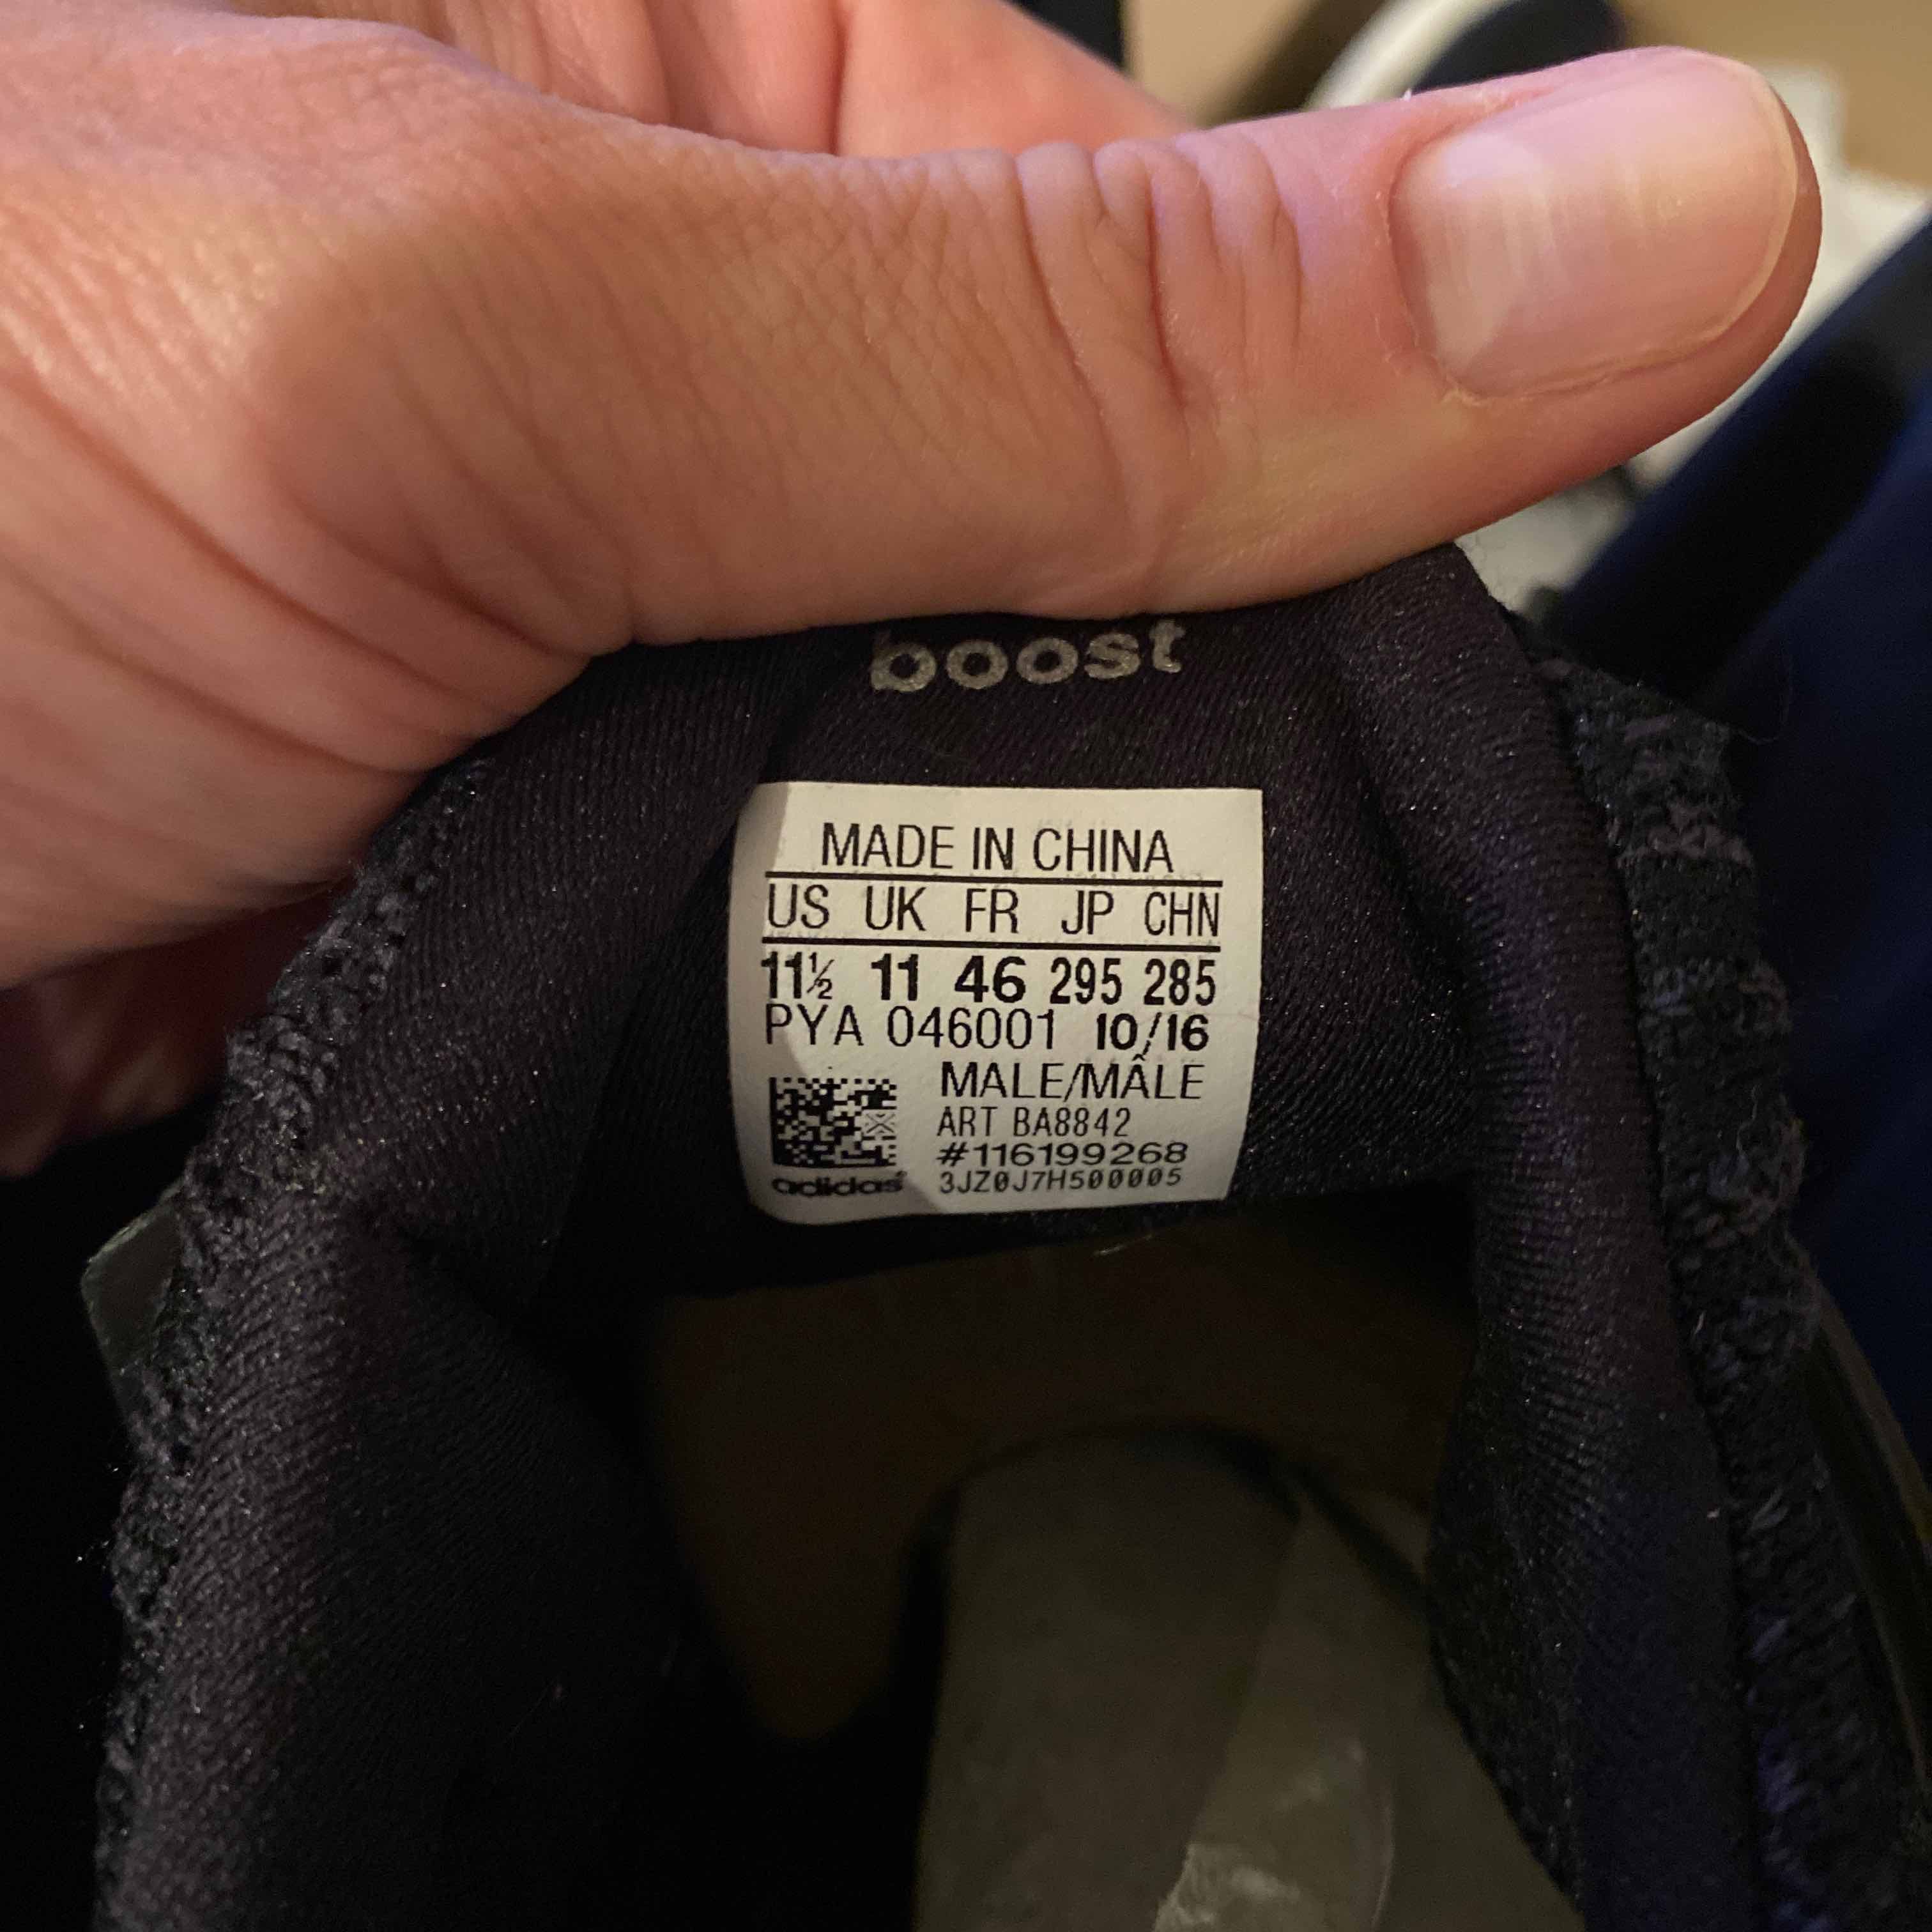 boost
MADE IN CHINA
US UK FR JP CHN
11½ 11 46 295 285
PYA 046001 10/16
MALE/MÂLE
ART BA8842
#116199268
adidas 3JZ0J7H500005